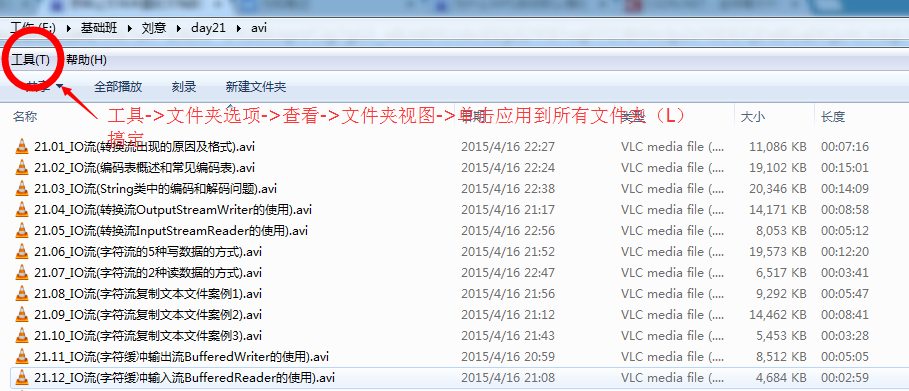 工作 (E:) ▸ 基础班 ▸ 刘意 ▸ day21 ▸ avi
工具(T) 帮助(H)
共享 ▼ 全部播放 刻录 新建文件夹
工具->文件夹选项->查看->文件夹视图->单击应用到所有文件夹（L）
搞定
名称 日期 类型 大小 长度
21.01_IO流(转换流出现的原因及格式).avi 2015/4/16 22:27 VLC media file (.... 11,086 KB 00:07:16
21.02_IO流(编码表概述和常见编码表).avi 2015/4/16 22:24 VLC media file (.... 19,102 KB 00:15:01
21.03_IO流(String类中的编码和解码问题).avi 2015/4/16 22:38 VLC media file (.... 20,346 KB 00:14:09
21.04_IO流(转换流OutputStreamWriter的使用).avi 2015/4/16 21:17 VLC media file (.... 14,171 KB 00:08:58
21.05_IO流(转换流InputStreamReader的使用).avi 2015/4/16 22:56 VLC media file (.... 8,053 KB 00:05:12
21.06_IO流(字符流的5种写数据的方式).avi 2015/4/16 21:52 VLC media file (.... 19,573 KB 00:12:20
21.07_IO流(字符流的2种读数据的方式).avi 2015/4/16 22:47 VLC media file (.... 6,517 KB 00:03:41
21.08_IO流(字符流复制文本文件案例1).avi 2015/4/16 21:56 VLC media file (.... 9,292 KB 00:05:47
21.09_IO流(字符流复制文本文件案例2).avi 2015/4/16 21:12 VLC media file (.... 14,462 KB 00:08:41
21.10_IO流(字符流复制文本文件案例3).avi 2015/4/16 21:43 VLC media file (.... 5,453 KB 00:03:28
21.11_IO流(字符缓冲输出流BufferedWriter的使用).avi 2015/4/16 20:59 VLC media file (.... 8,512 KB 00:05:05
21.12_IO流(字符缓冲输入流BufferedReader的使用).avi 2015/4/16 21:08 VLC media file (.... 4,684 KB 00:02:59